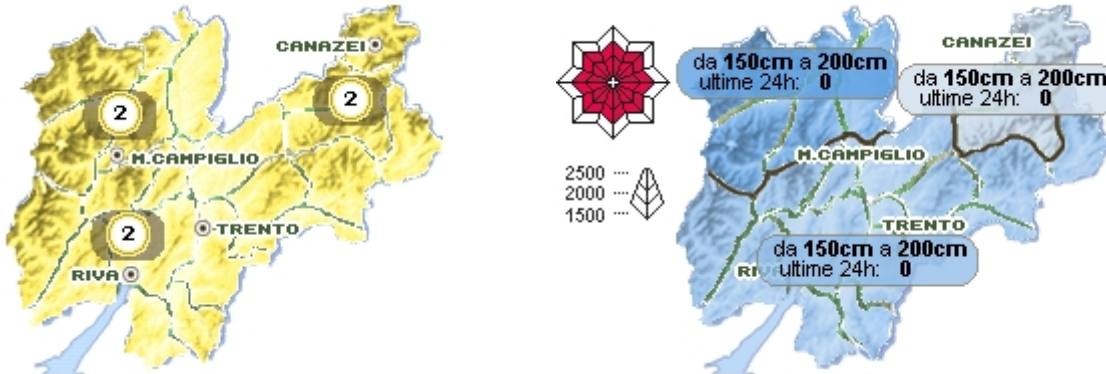 CANAZEI
2
2
M.CAMPIGLIO
2
TRENTO
RIVA
CANAZEI
da 150cm a 200cm
ultime 24h: 0
da 150cm a 200cm
ultime 24h: 0
M.CAMPIGLIO
2500
2000
1500
TRENTO
da 150cm a 200cm
ultime 24h: 0